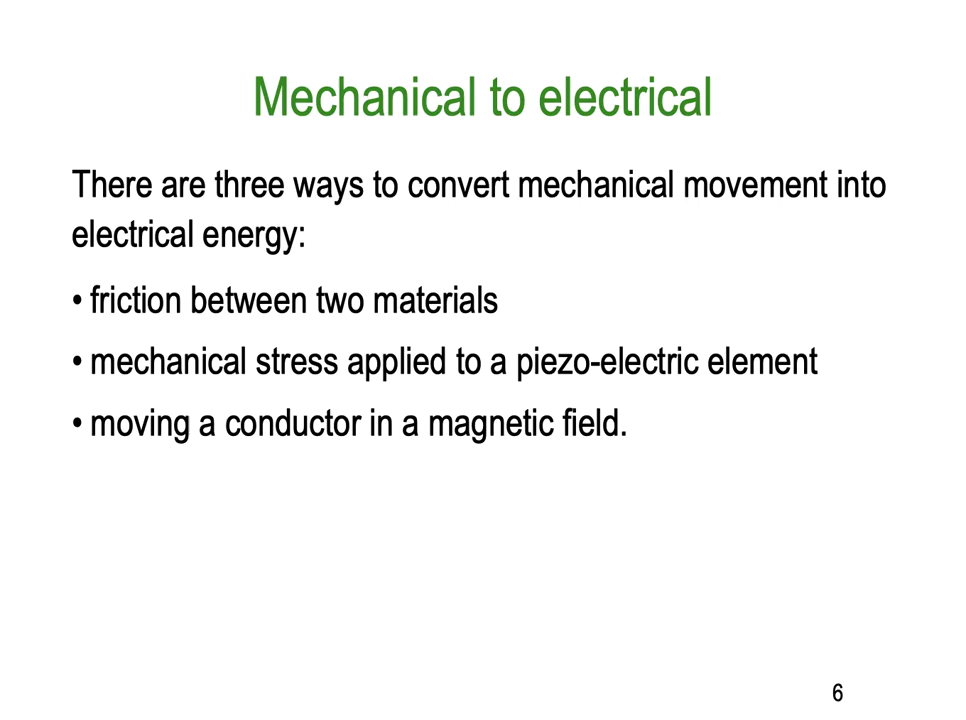 Mechanical to electrical
There are three ways to convert mechanical movement into
electrical energy:
• friction between two materials
• mechanical stress applied to a piezo-electric element
• moving a conductor in a magnetic field.
6